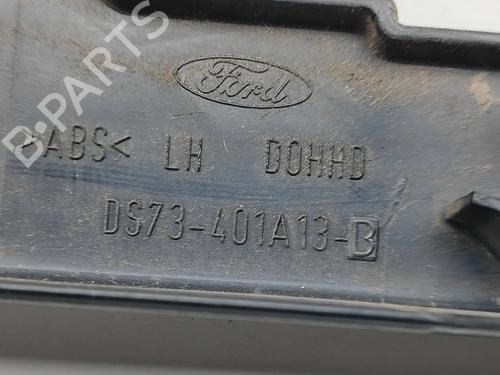 B-PARTS
Ford
>ABS< LH DOHHD
DS73-401A13-B